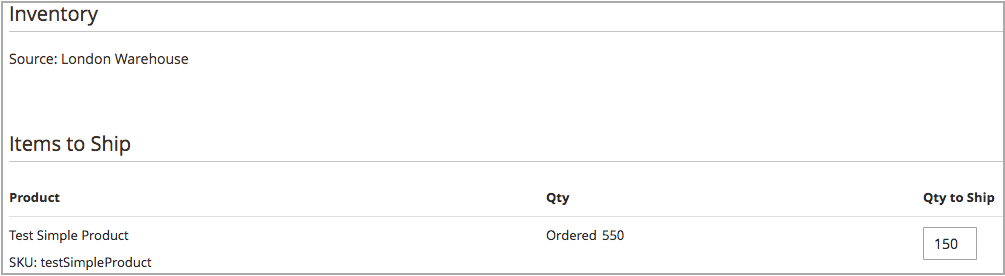 Inventory
Source: London Warehouse
Items to Ship
Product Qty Qty to Ship
Test Simple Product Ordered 550 150
SKU: testSimpleProduct